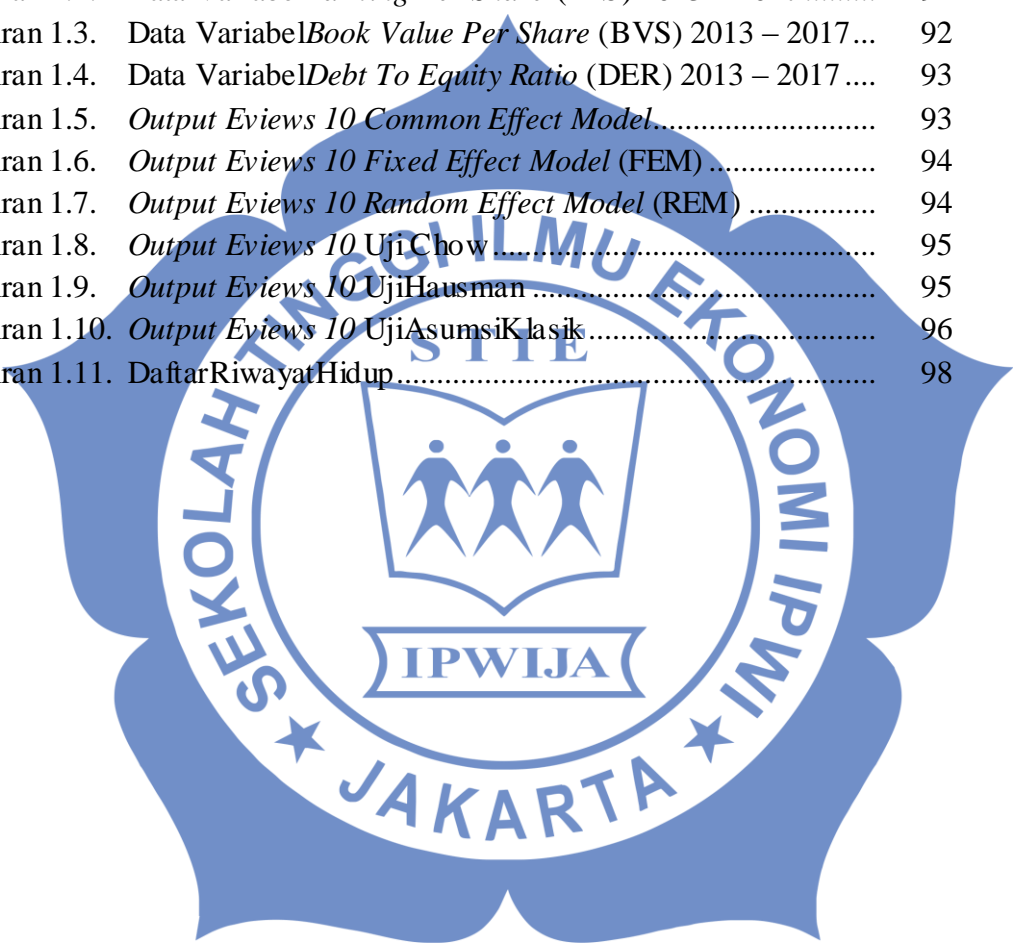 ran 1.3. Data VariabelBook Value Per Share (BVS) 2013 – 2017... 92
ran 1.4. Data VariabelDebt To Equity Ratio (DER) 2013 – 2017.... 93
ran 1.5. Output Eviews 10 Common Effect Model............................ 93
ran 1.6. Output Eviews 10 Fixed Effect Model (FEM) ..................... 94
ran 1.7. Output Eviews 10 Random Effect Model (REM) ................ 94
ran 1.8. Output Eviews 10 Uji Chow ................................................ 95
ran 1.9. Output Eviews 10 UjiHausman ........................................... 95
ran 1.10. Output Eviews 10 UjiAsumsiKlasik .................................... 96
ran 1.11. DaftarRiwayatHidup ............................................................ 98
SEKOLAH TINGGI ILMU EKONOMI IPWI
STIE
IPWIJA
★ JAKARTA ★